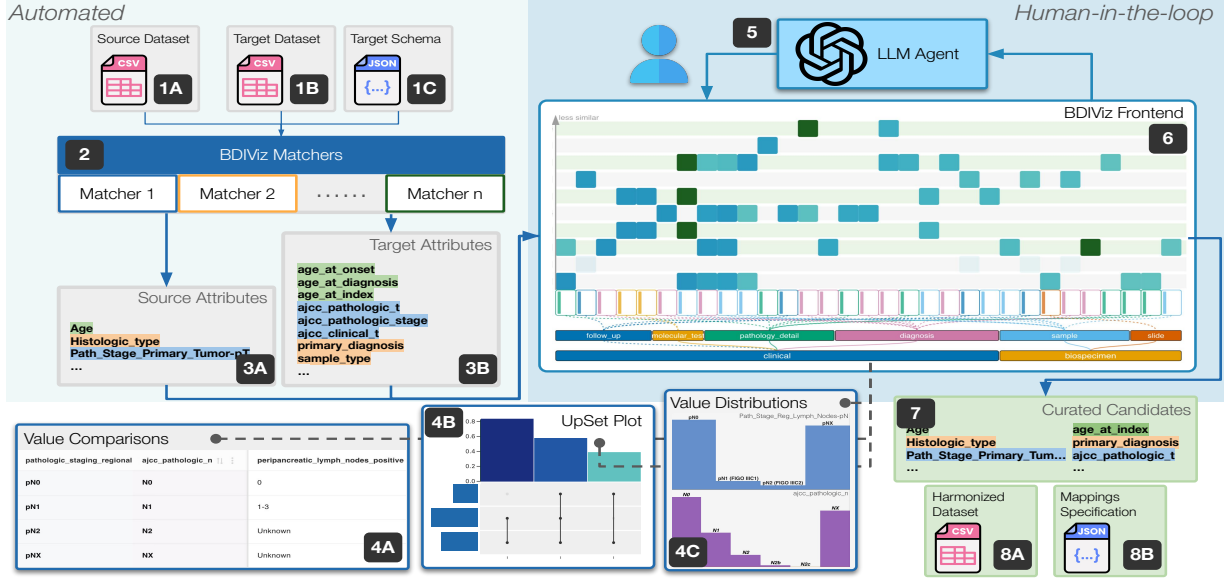 Automated
Human-in-the-loop
Source Dataset
CSV
1A
Target Dataset
CSV
1B
Target Schema
JSON
{...}
1C
2
BDIViz Matchers
Matcher 1
Matcher 2
......
Matcher n
Source Attributes
Age
Histologic_type
Path_Stage_Primary_Tumor-pT
...
3A
Target Attributes
age_at_onset
age_at_diagnosis
age_at_index
ajcc_pathologic_t
ajcc_pathologic_stage
ajcc_clinical_t
primary_diagnosis
sample_type
...
3B
5
LLM Agent
BDIViz Frontend
6
less similar
follow_up
molecular_test
pathology_detail
diagnosis
sample
slide
clinical
biospecimen
Value Comparisons
pathologic_staging_regional
ajcc_pathologic_n
peripancreatic_lymph_nodes_positive
pN0
N0
0
pN1
N1
1-3
pN2
N2
Unknown
pNX
NX
Unknown
4A
4B
UpSet Plot
0.8
0.6
0.4
0.2
0.0
Value Distributions
Path_Stage_Reg_Lymph_Nodes-pN
pN0
pN1 (FIGO IIIC1)
pN2 (FIGO IIIC2)
pNX
ajcc_pathologic_n
N0
N1
N2
N2b
N2c
NX
4C
7
Curated Candidates
Age
Histologic_type
Path_Stage_Primary_Tum...
...
age_at_index
primary_diagnosis
ajcc_pathologic_t
...
Harmonized
Dataset
CSV
8A
Mappings
Specification
JSON
{...}
8B